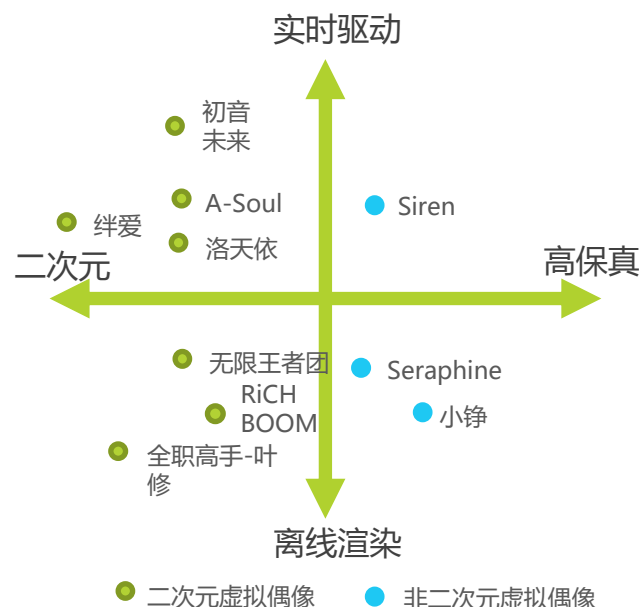 实时驱动
初音
未来
A-Soul
Siren
绊爱
洛天依
二次元
高保真
无限王者团
Seraphine
RiCH
BOOM
小铮
全职高手-叶
修
离线渲染
二次元虚拟偶像
非二次元虚拟偶像